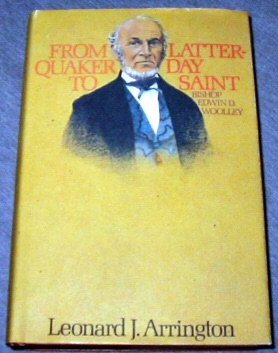 FROM LATTER-
QUAKER DAY
TO SAINT
BISHOP
EDWIN D.
WOOLLEY
Leonard J. Arrington